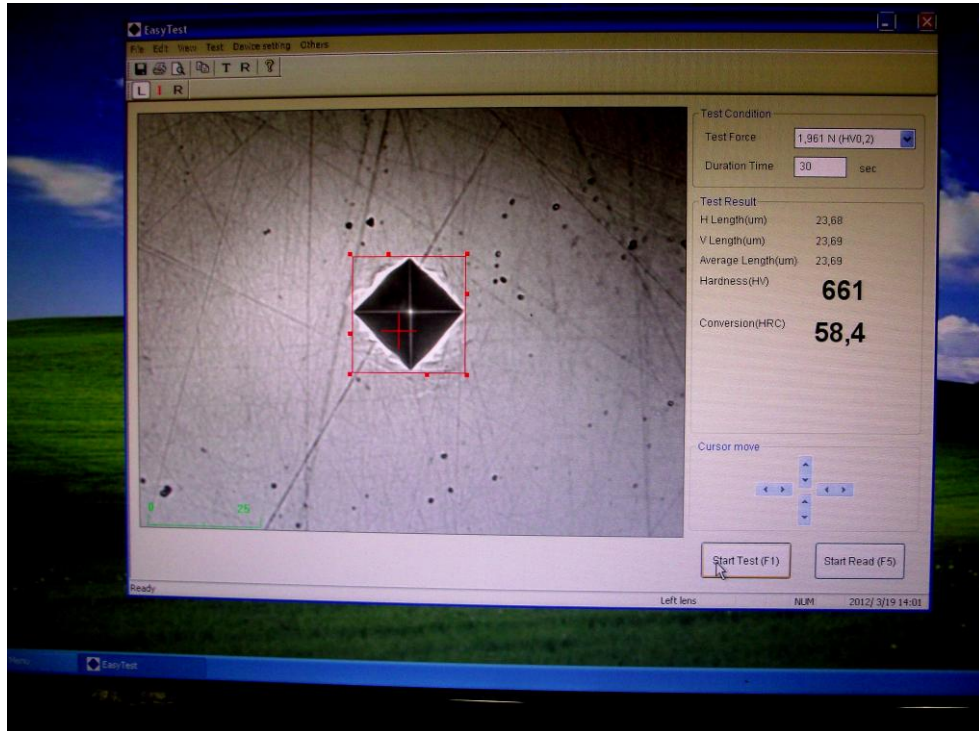 EasyTest
File Edit View Test Device setting Others
T R ?
L I R
Test Condition
Test Force 1,961 N (HV0,2)
Duration Time 30 sec
Test Result
H Length(um) 23,68
V Length(um) 23,69
Average Length(um) 23,69
Hardness(HV) 661
Conversion(HRC) 58,4
Cursor move
0 25
Start Test (F1) Start Read (F5)
Ready
Left lens NUM 2012/ 3/19 14:01
Menu EasyTest